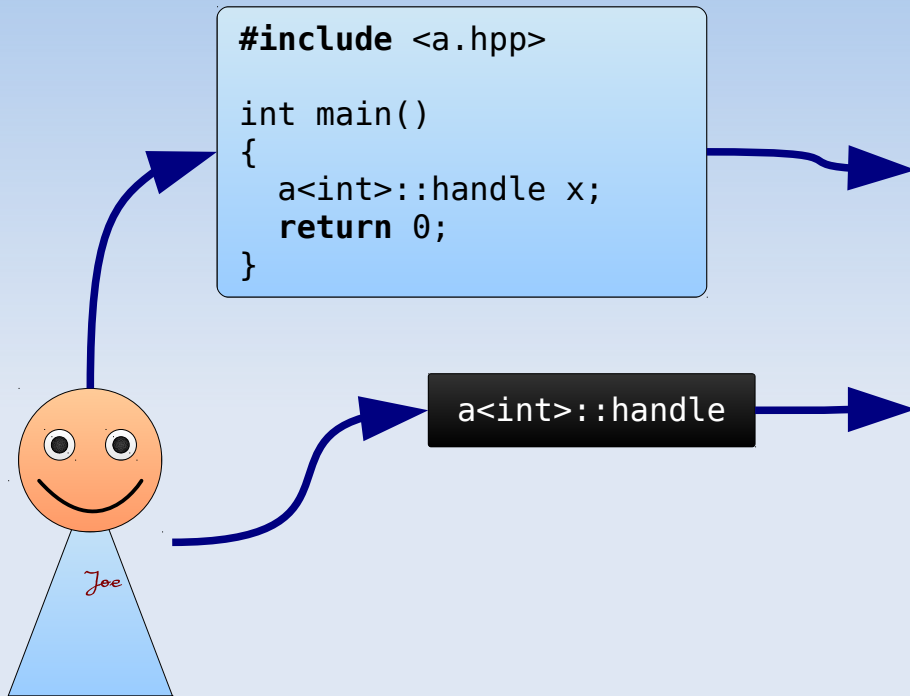 #include <a.hpp>

int main()
{
  a<int>::handle x;
  return 0;
}
a<int>::handle
Joe